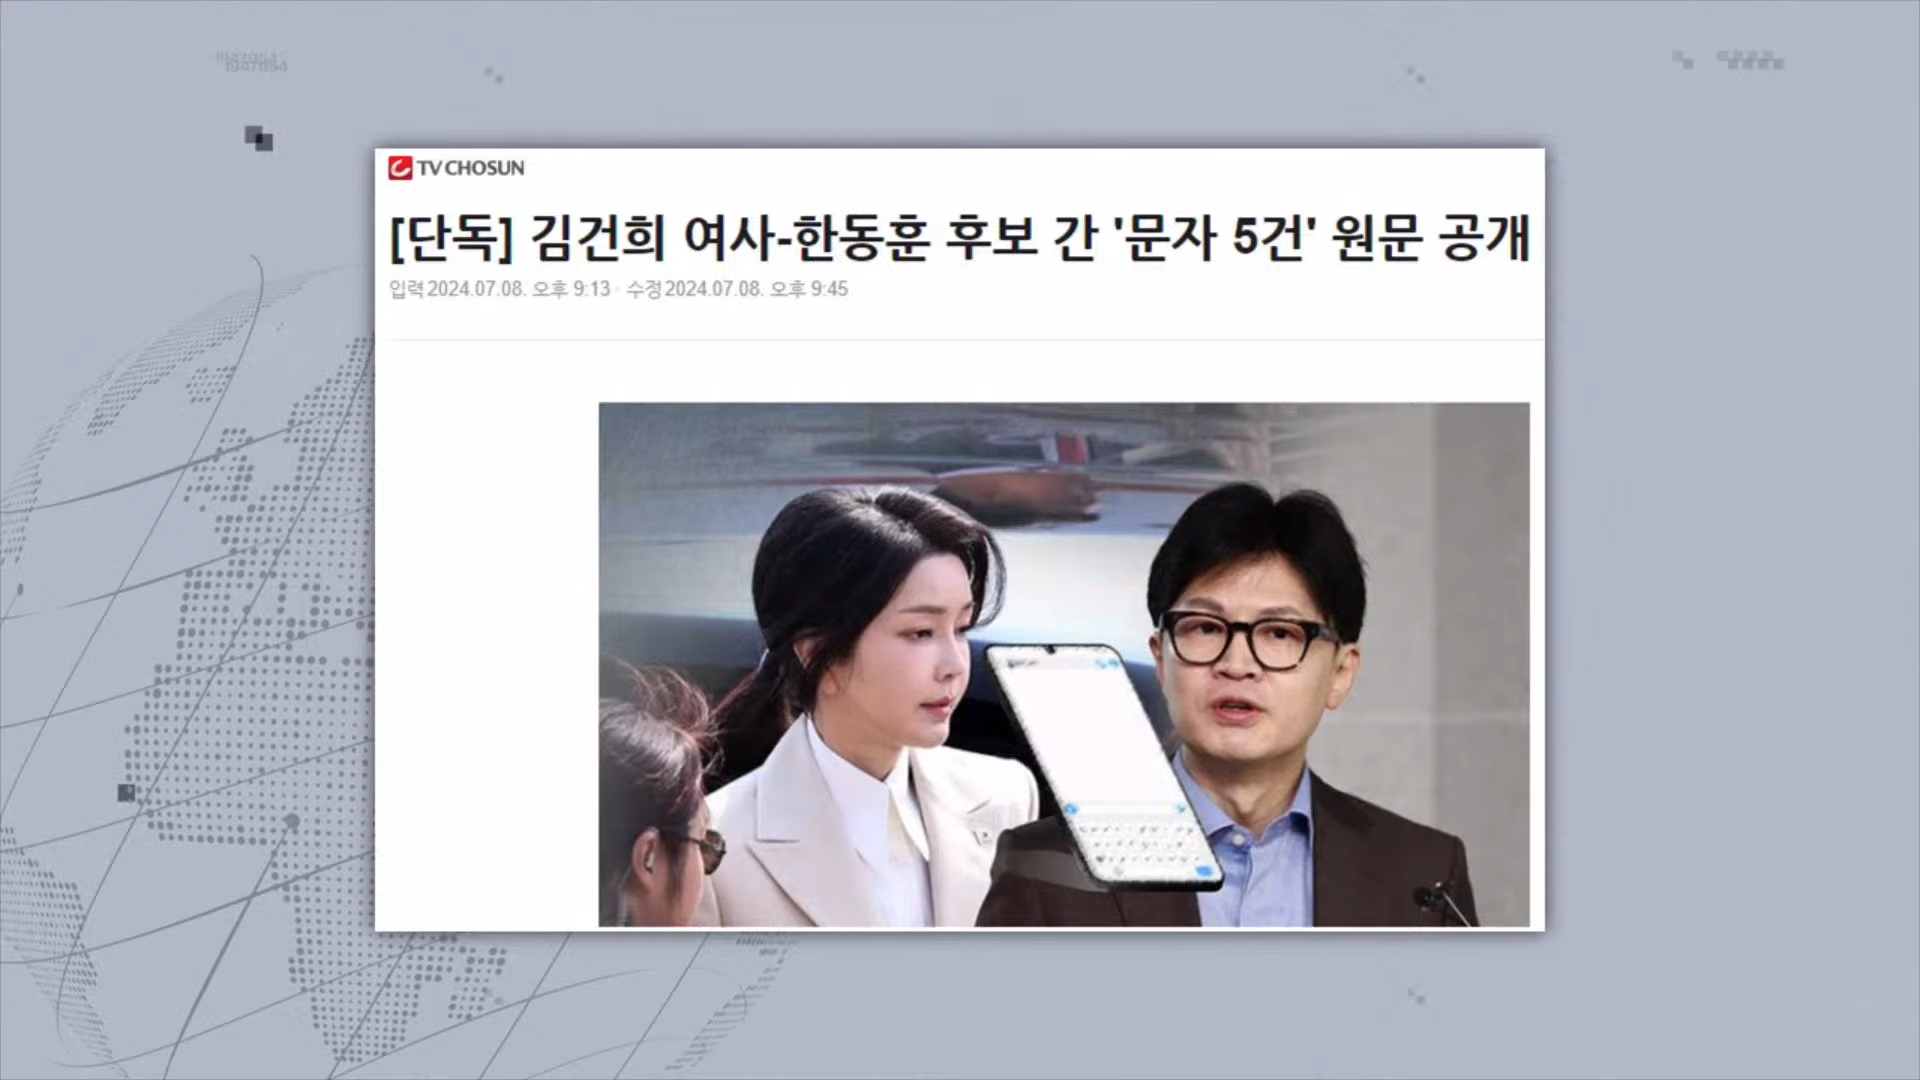 1947954
TV CHOSUN
[단독] 김건희 여사-한동훈 후보 간 '문자 5건' 원문 공개
입력 2024.07.08. 오후 9:13 · 수정 2024.07.08. 오후 9:45